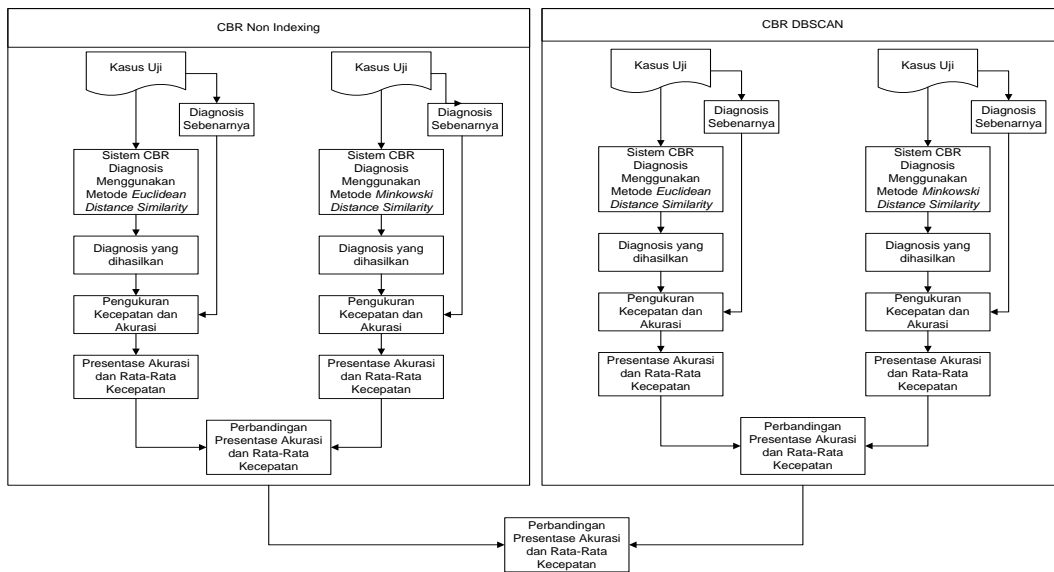 CBR Non Indexing
Kasus Uji
Diagnosis
Sebenarnya
Sistem CBR
Diagnosis
Menggunakan
Metode Euclidean
Distance Similarity
Diagnosis yang
dihasilkan
Pengukuran
Kecepatan dan
Akurasi
Presentase Akurasi
dan Rata-Rata
Kecepatan
Kasus Uji
Diagnosis
Sebenarnya
Sistem CBR
Diagnosis
Menggunakan
Metode Minkowski
Distance Similarity
Diagnosis yang
dihasilkan
Pengukuran
Kecepatan dan
Akurasi
Presentase Akurasi
dan Rata-Rata
Kecepatan
Perbandingan
Presentase Akurasi
dan Rata-Rata
Kecepatan
CBR DBSCAN
Kasus Uji
Diagnosis
Sebenarnya
Sistem CBR
Diagnosis
Menggunakan
Metode Euclidean
Distance Similarity
Diagnosis yang
dihasilkan
Pengukuran
Kecepatan dan
Akurasi
Presentase Akurasi
dan Rata-Rata
Kecepatan
Kasus Uji
Diagnosis
Sebenarnya
Sistem CBR
Diagnosis
Menggunakan
Metode Minkowski
Distance Similarity
Diagnosis yang
dihasilkan
Pengukuran
Kecepatan dan
Akurasi
Presentase Akurasi
dan Rata-Rata
Kecepatan
Perbandingan
Presentase Akurasi
dan Rata-Rata
Kecepatan
Perbandingan
Presentase Akurasi
dan Rata-Rata
Kecepatan